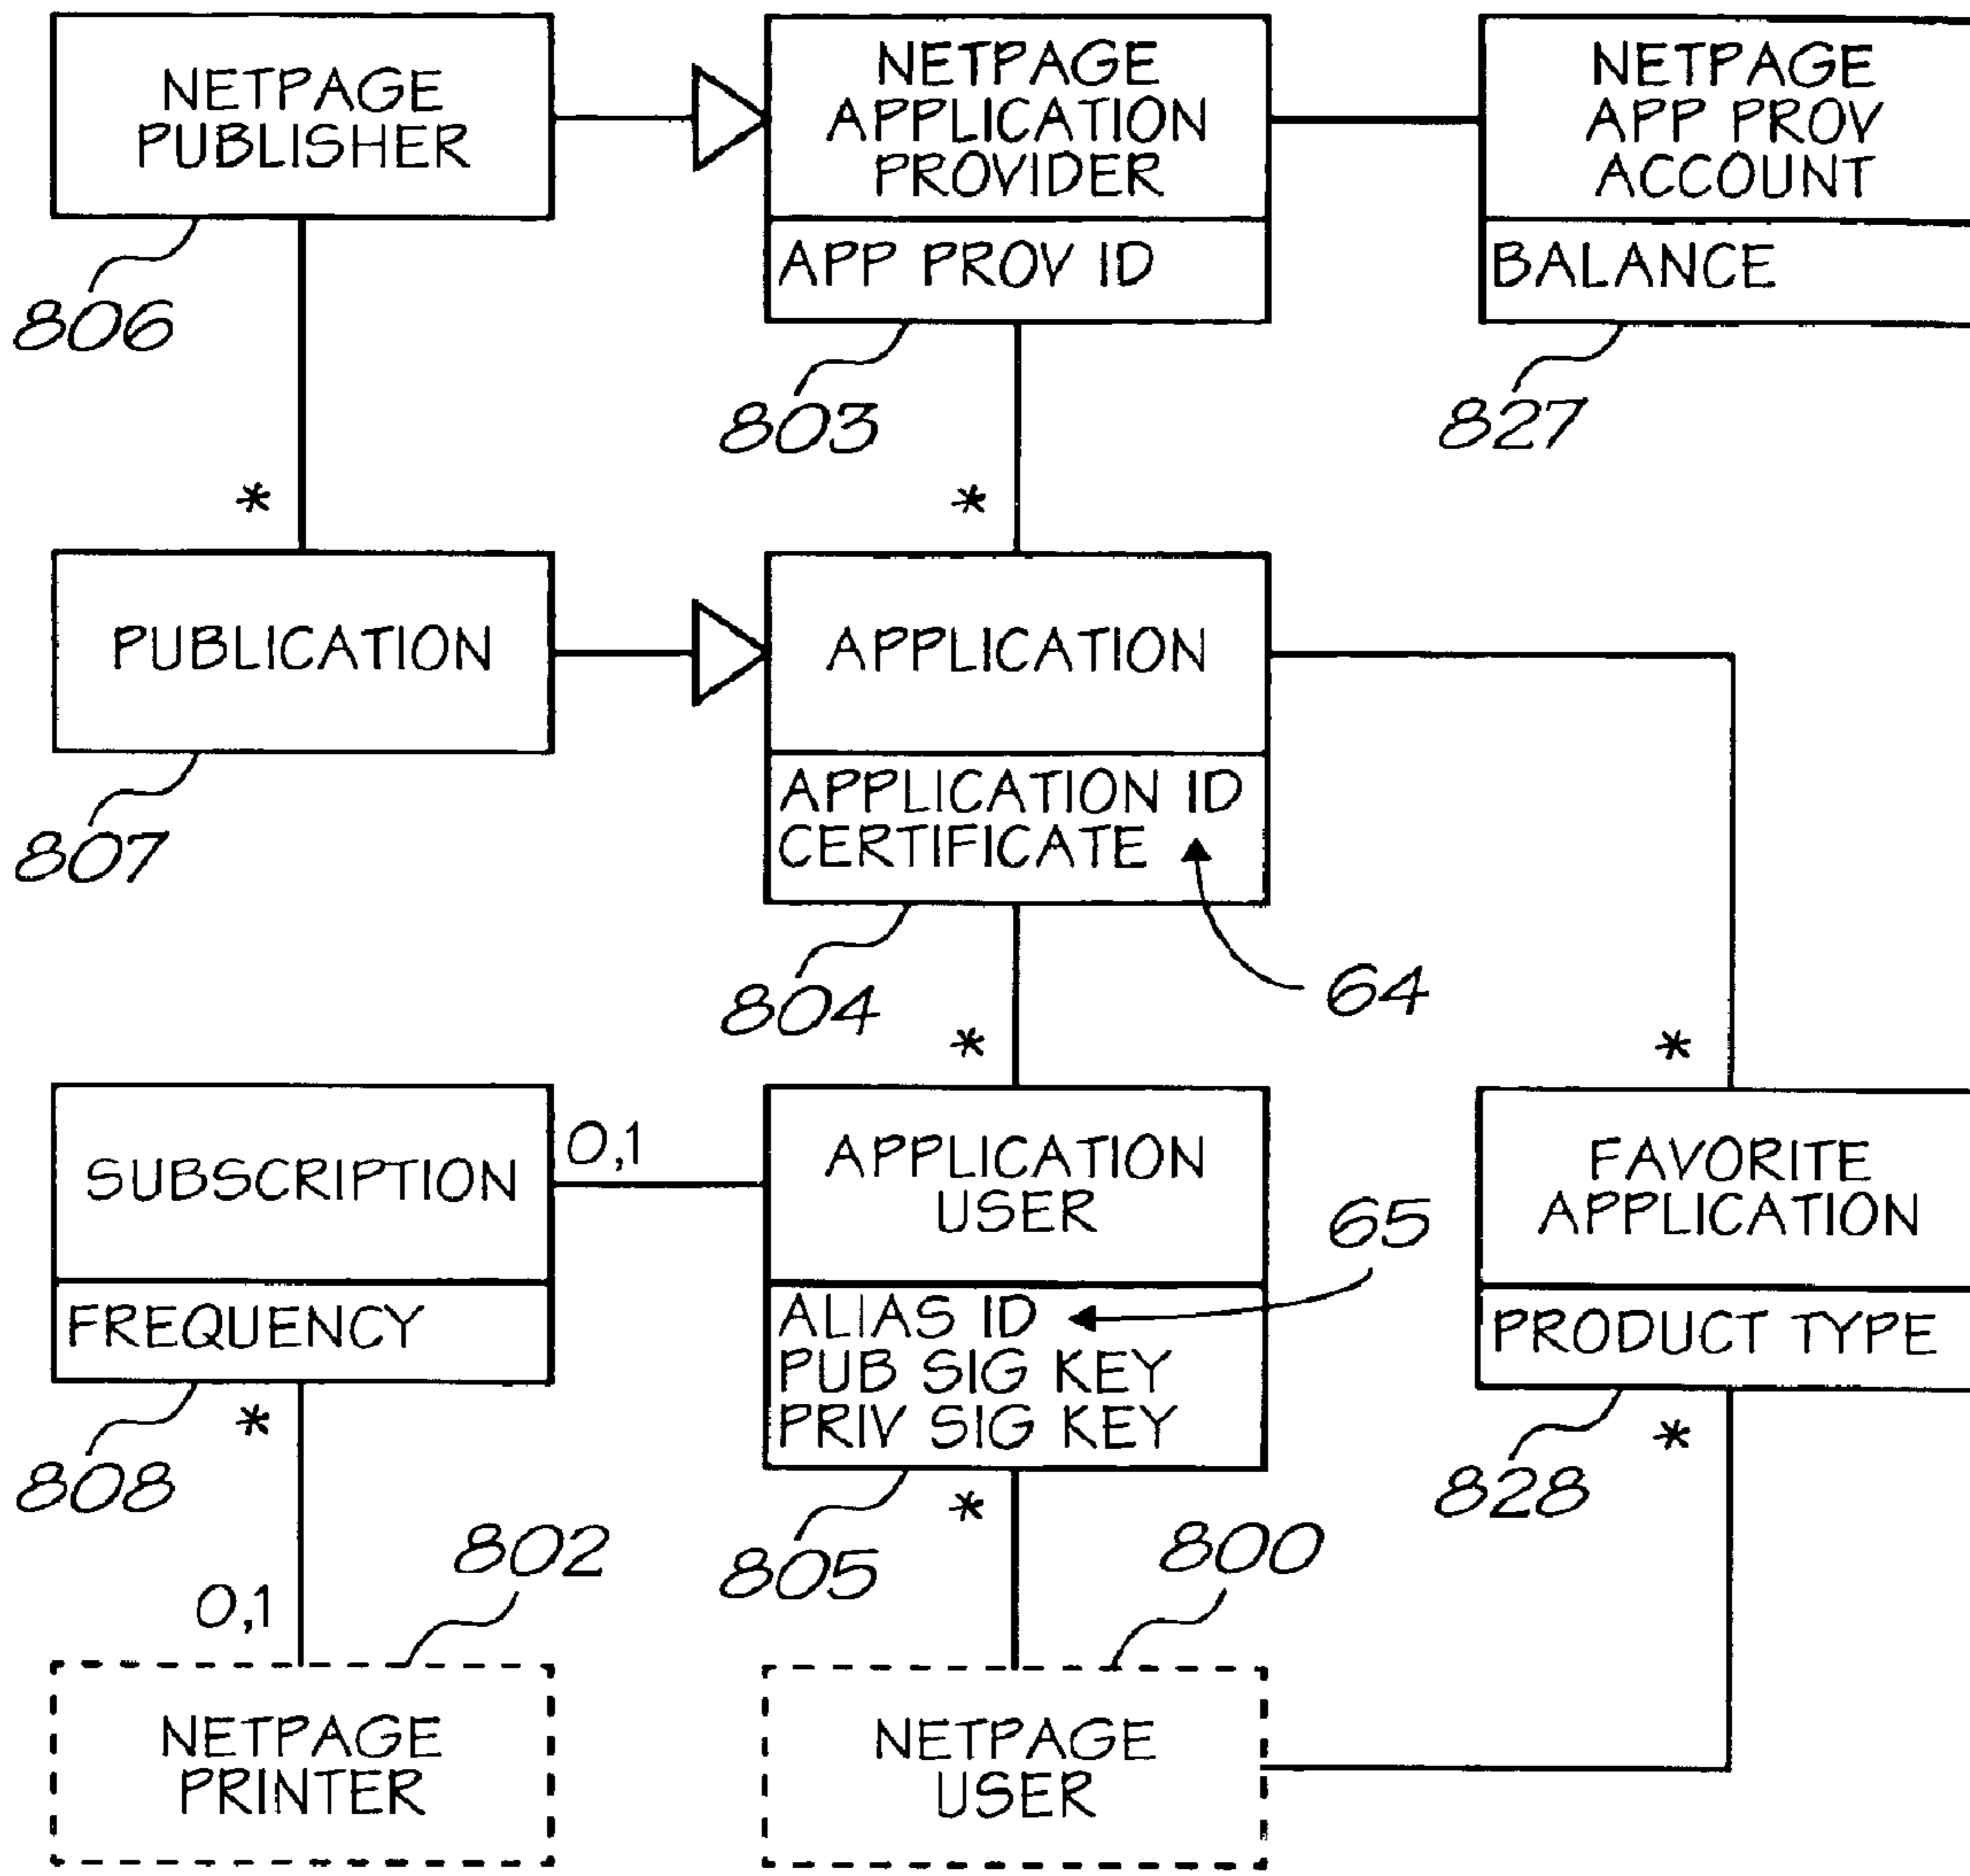 NETPAGE
PUBLISHER
806
NETPAGE
APPLICATION
PROVIDER
APP PROV ID
803
NETPAGE
APP PROV
ACCOUNT
BALANCE
827
*
*
PUBLICATION
807
APPLICATION
APPLICATION ID
CERTIFICATE
804
64
*
*
SUBSCRIPTION
FREQUENCY
808
0,1
APPLICATION
USER
ALIAS ID
PUB SIG KEY
PRIV SIG KEY
805
65
FAVORITE
APPLICATION
PRODUCT TYPE
828
*
*
*
802
800
0,1
NETPAGE
PRINTER
NETPAGE
USER